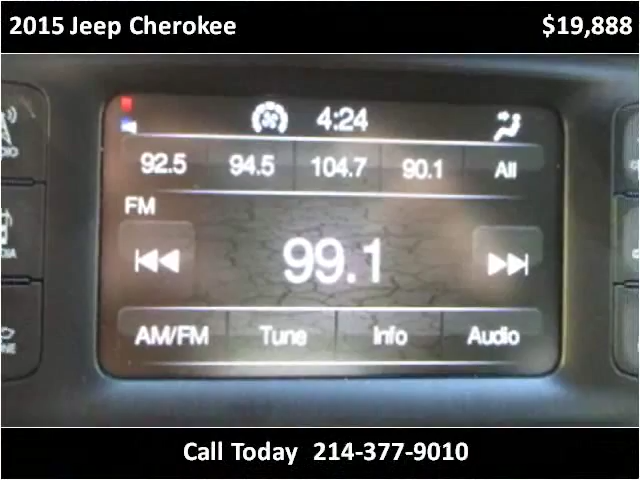 2015 Jeep Cherokee $19,888
4:24
92.5 94.5 104.7 90.1 All
FM
99.1
AM/FM Tune Info Audio
Call Today 214-377-9010